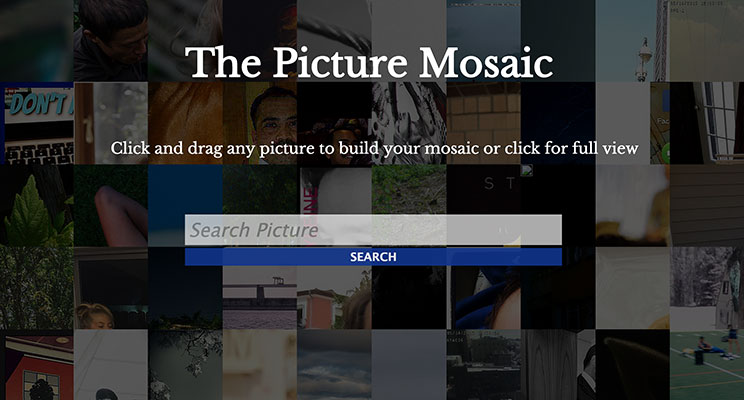 The Picture Mosaic
DON'T
Click and drag any picture to build your mosaic or click for full view
Search Picture
SEARCH